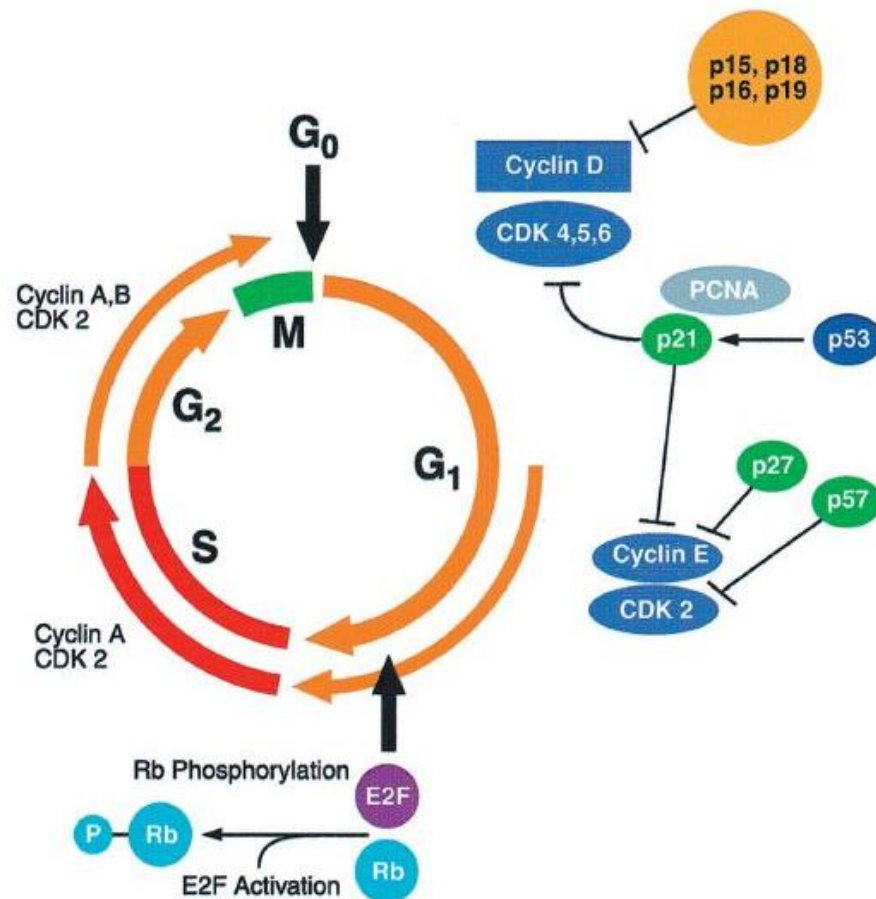 p15, p18
p16, p19
G₀
Cyclin D
CDK 4,5,6
Cyclin A,B
CDK 2
PCNA
M
p21
p53
G₂
G₁
p27
p57
S
Cyclin E
CDK 2
Cyclin A
CDK 2
Rb Phosphorylation
E2F
P
Rb
Rb
E2F Activation